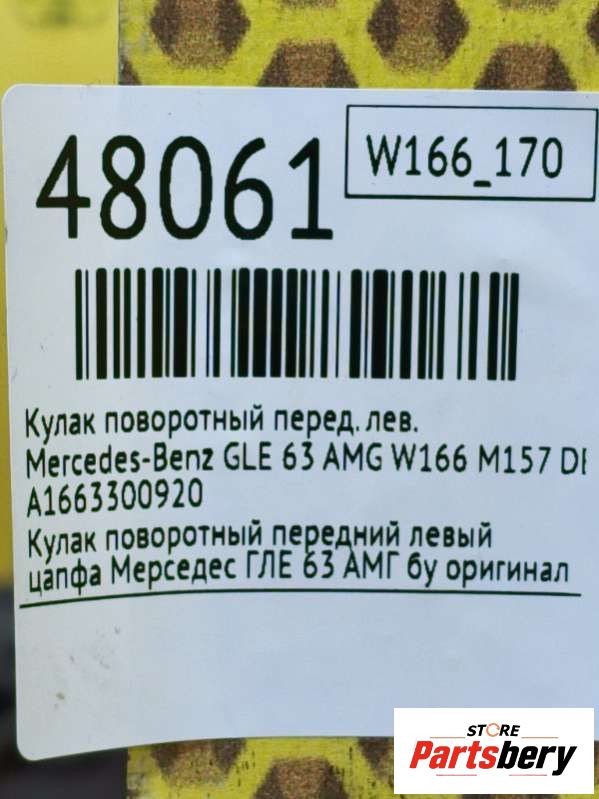 48061
W166_170
Кулак поворотный перед. лев.
Mercedes-Benz GLE 63 AMG W166 M157 DE
A1663300920
Кулак поворотный передний левый
цапфа Мерседес ГЛЕ 63 АМГ бу оригинал
STORE
Partsbery